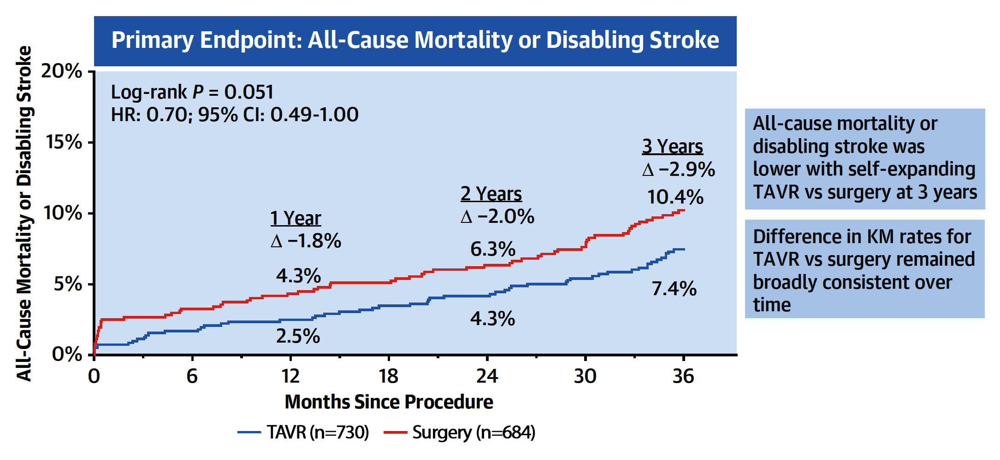 Primary Endpoint: All-Cause Mortality or Disabling Stroke
All-Cause Mortality or Disabling Stroke
20%
15%
10%
5%
0%
Log-rank P = 0.051
HR: 0.70; 95% CI: 0.49-1.00
1 Year
Δ −1.8%
4.3%
2.5%
2 Years
Δ −2.0%
6.3%
4.3%
3 Years
Δ −2.9%
10.4%
7.4%
0
6
12
18
24
30
36
Months Since Procedure
TAVR (n=730)
Surgery (n=684)
All-cause mortality or
disabling stroke was
lower with self-expanding
TAVR vs surgery at 3 years
Difference in KM rates for
TAVR vs surgery remained
broadly consistent over
time